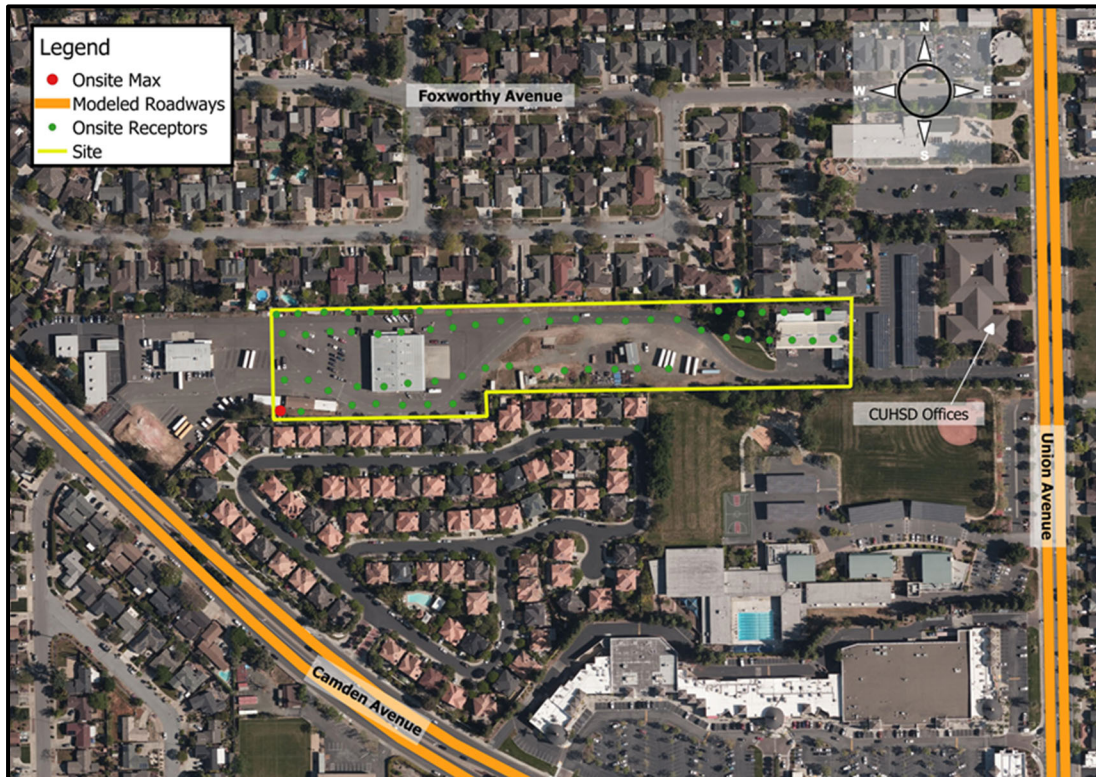 Legend
Onsite Max
Modeled Roadways
Onsite Receptors
Site
Foxworthy Avenue
N
W
E
S
CUHSD Offices
Union Avenue
Camden Avenue